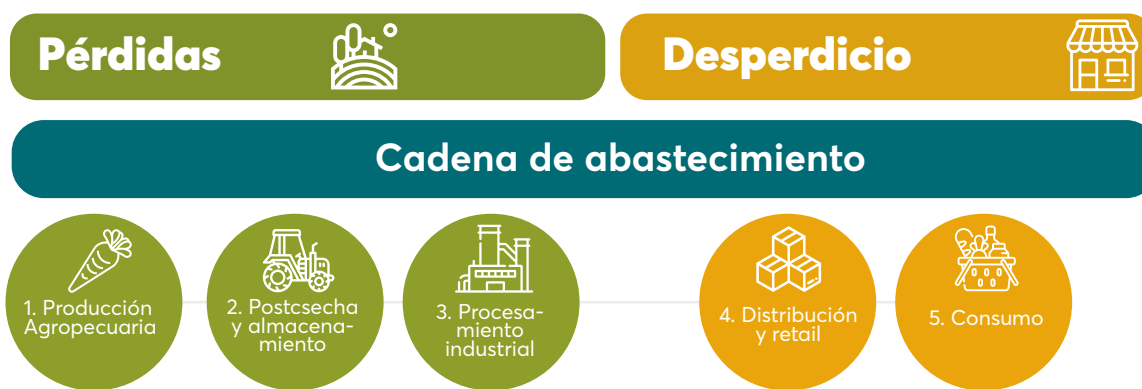 Pérdidas
Desperdicio
Cadena de abastecimiento
1. Producción
Agropecuaria
2. Postcsecha
y almacena-
miento
3. Procesa-
miento
industrial
4. Distribución
y retail
5. Consumo